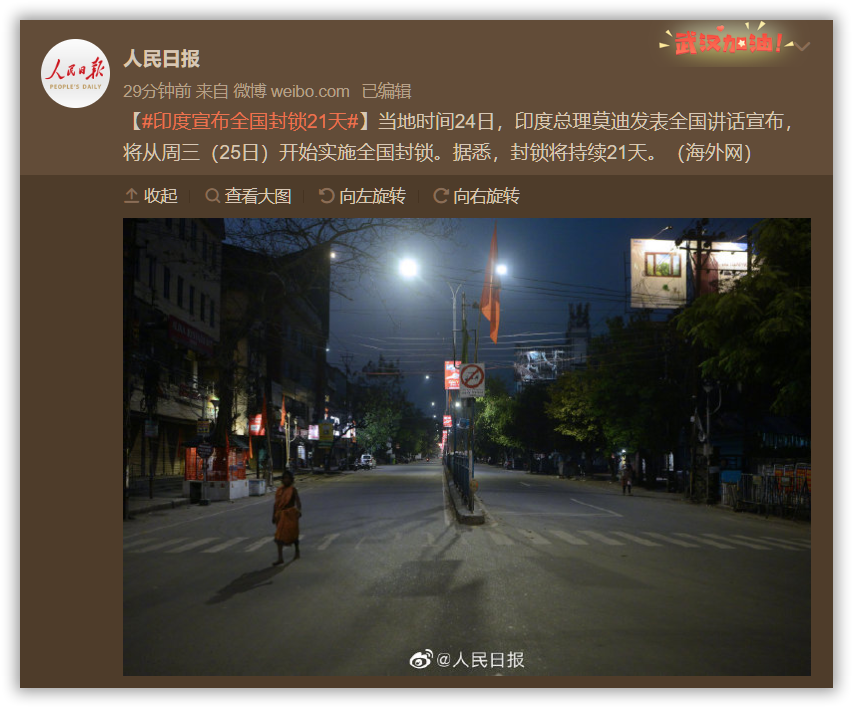 武汉加油!
人民日报
PEOPLE'S DAILY
人民日报
29分钟前 来自 微博 weibo.com 已编辑
【#印度宣布全国封锁21天#】当地时间24日，印度总理莫迪发表全国讲话宣布，
将从周三（25日）开始实施全国封锁。据悉，封锁将持续21天。（海外网）
收起 查看大图 向左旋转 向右旋转
@人民日报